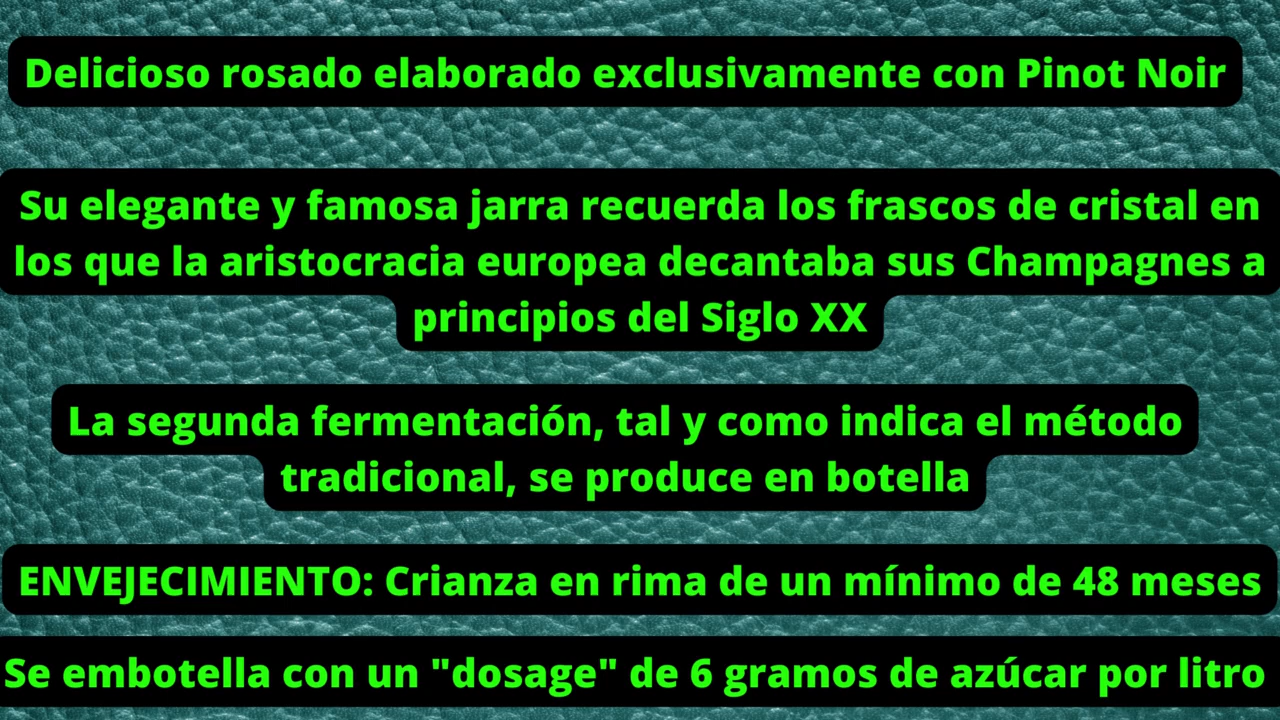 Delicioso rosado elaborado exclusivamente con Pinot Noir
Su elegante y famosa jarra recuerda los frascos de cristal en
los que la aristocracia europea decantaba sus Champagnes a
principios del Siglo XX
La segunda fermentación, tal y como indica el método
tradicional, se produce en botella
ENVEJECIMIENTO: Crianza en rima de un mínimo de 48 meses
Se embotella con un "dosage" de 6 gramos de azúcar por litro